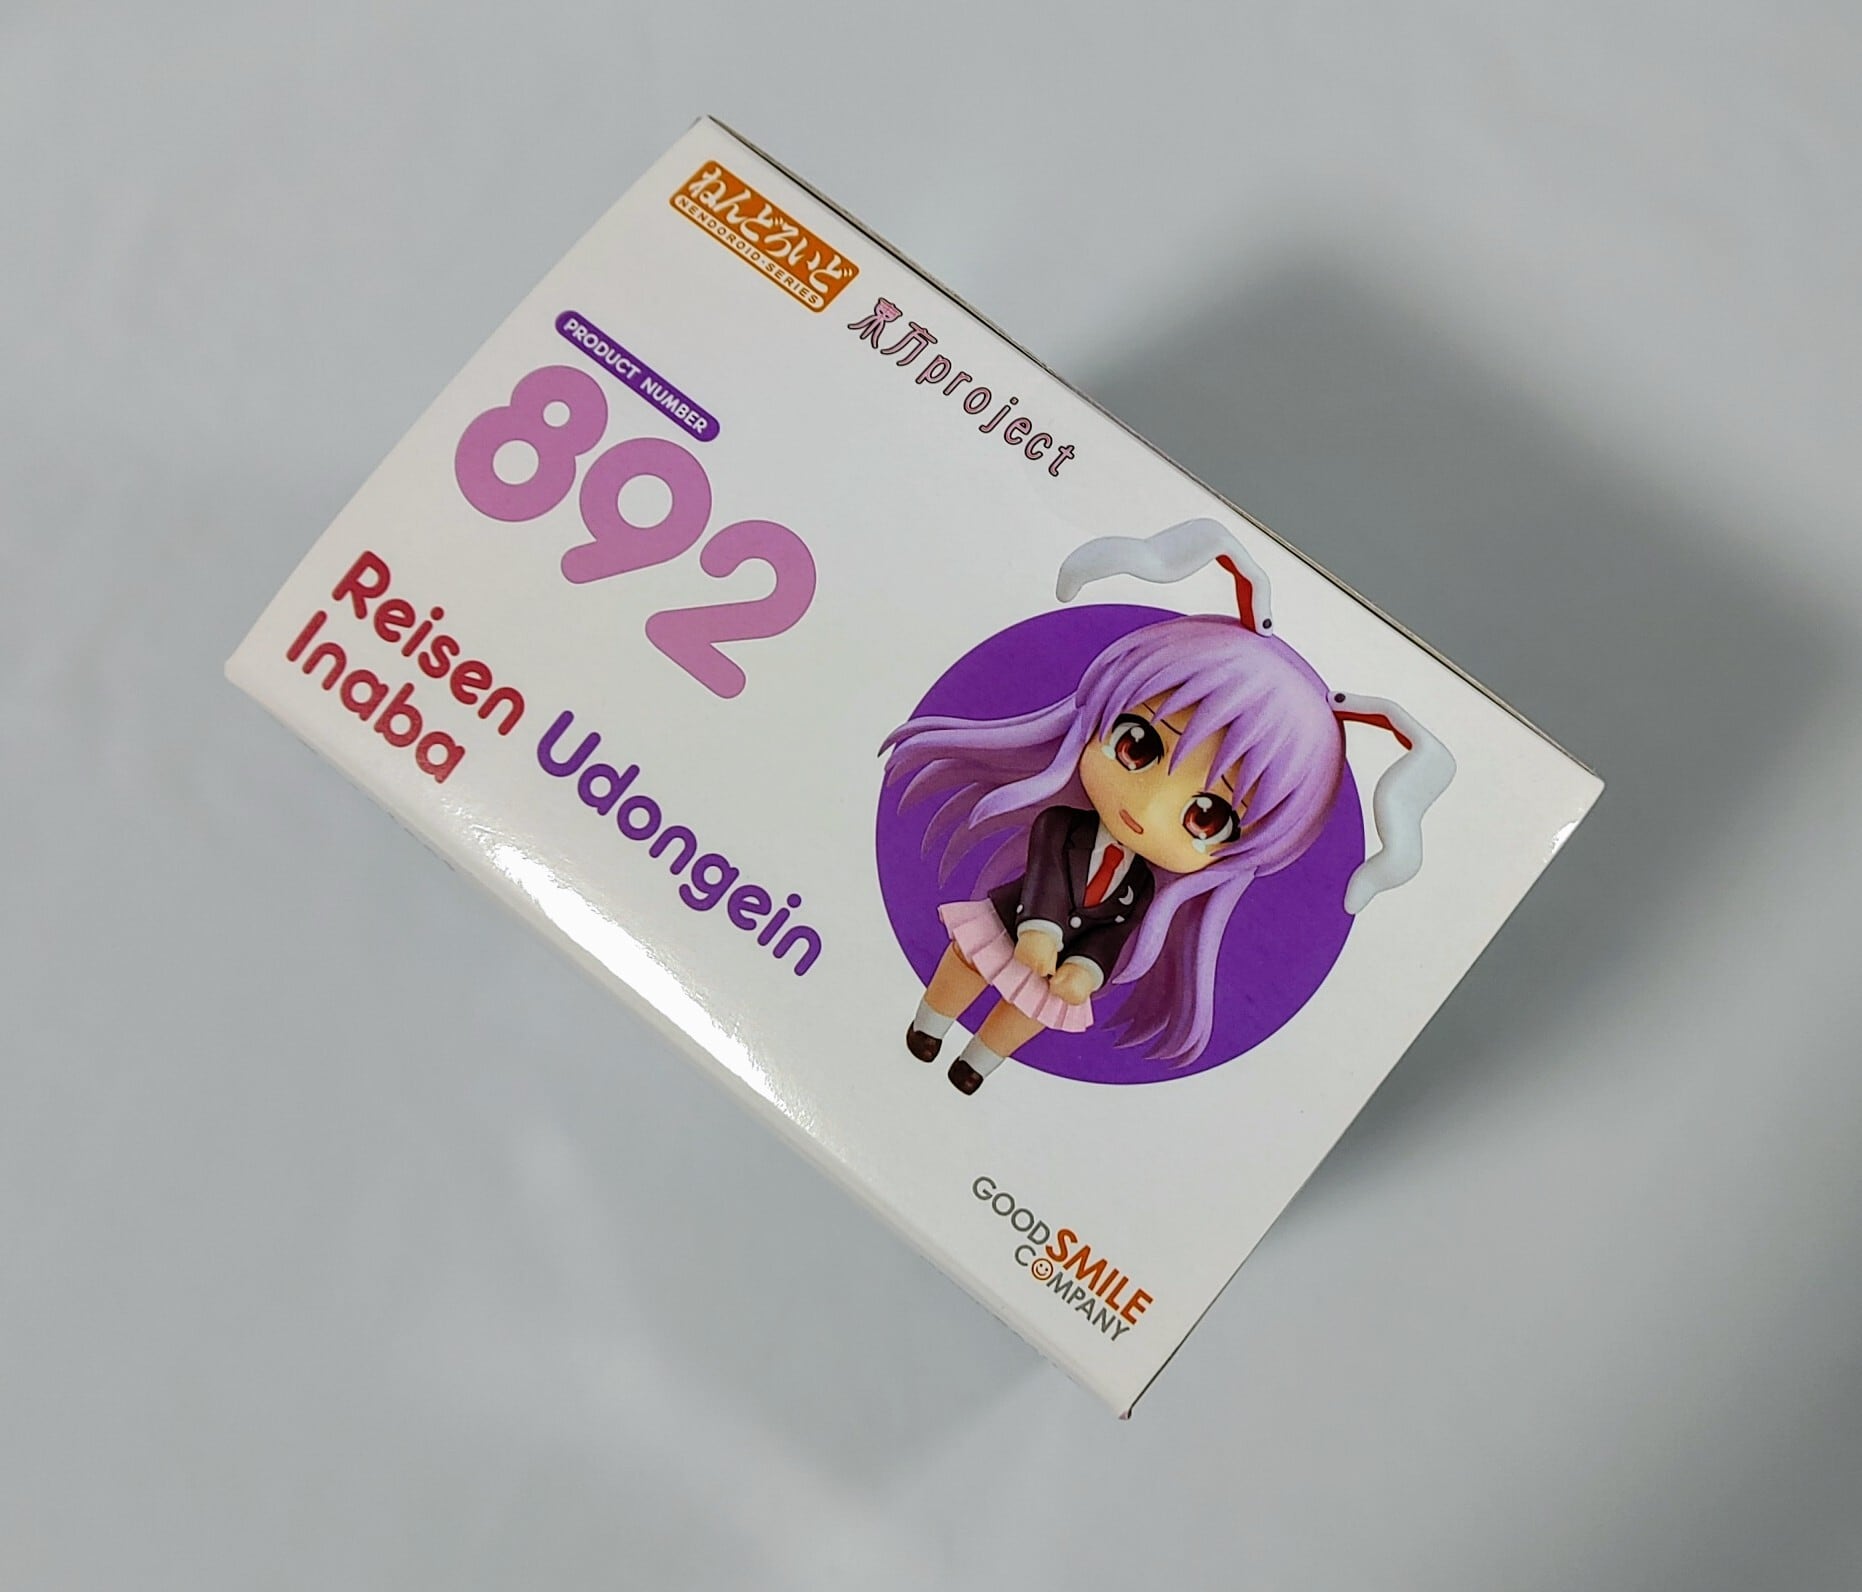 ねんどろいど
NENDOROID·SERIES
東方project
PRODUCT NUMBER
892
Reisen Udongein
Inaba
GOOD SMILE
COMPANY